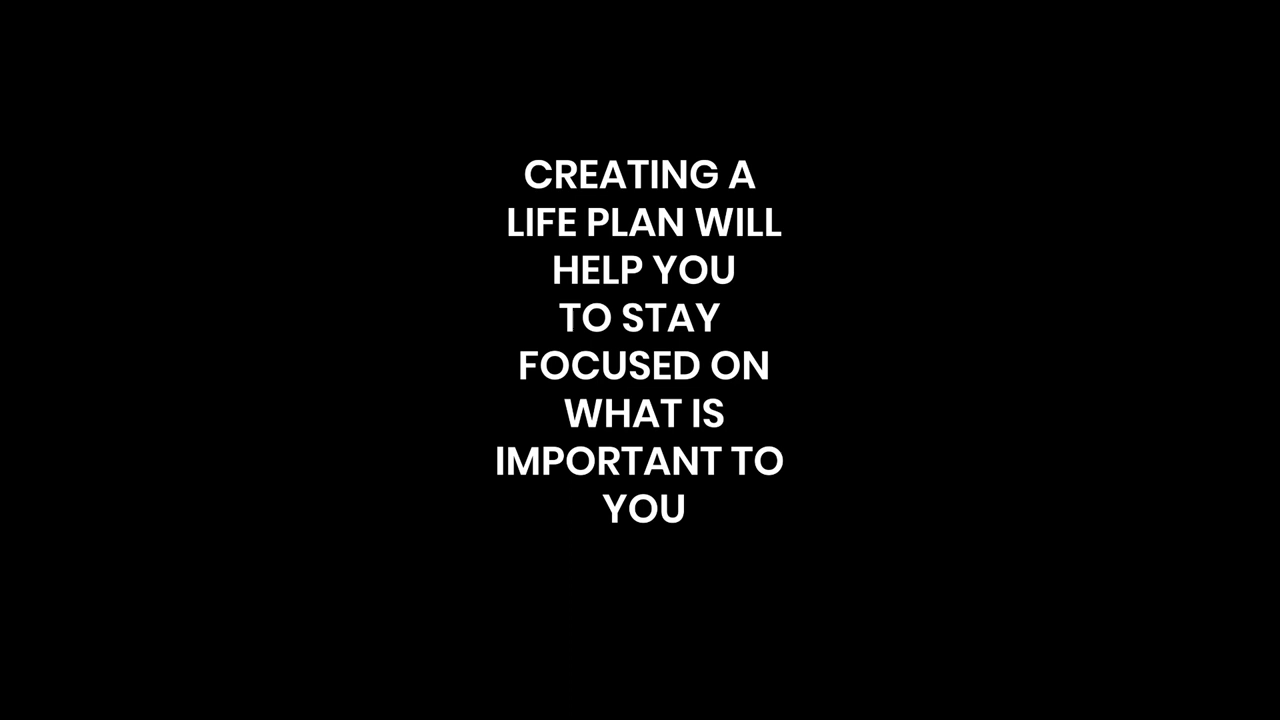 CREATING A
LIFE PLAN WILL
HELP YOU
TO STAY
FOCUSED ON
WHAT IS
IMPORTANT TO
YOU